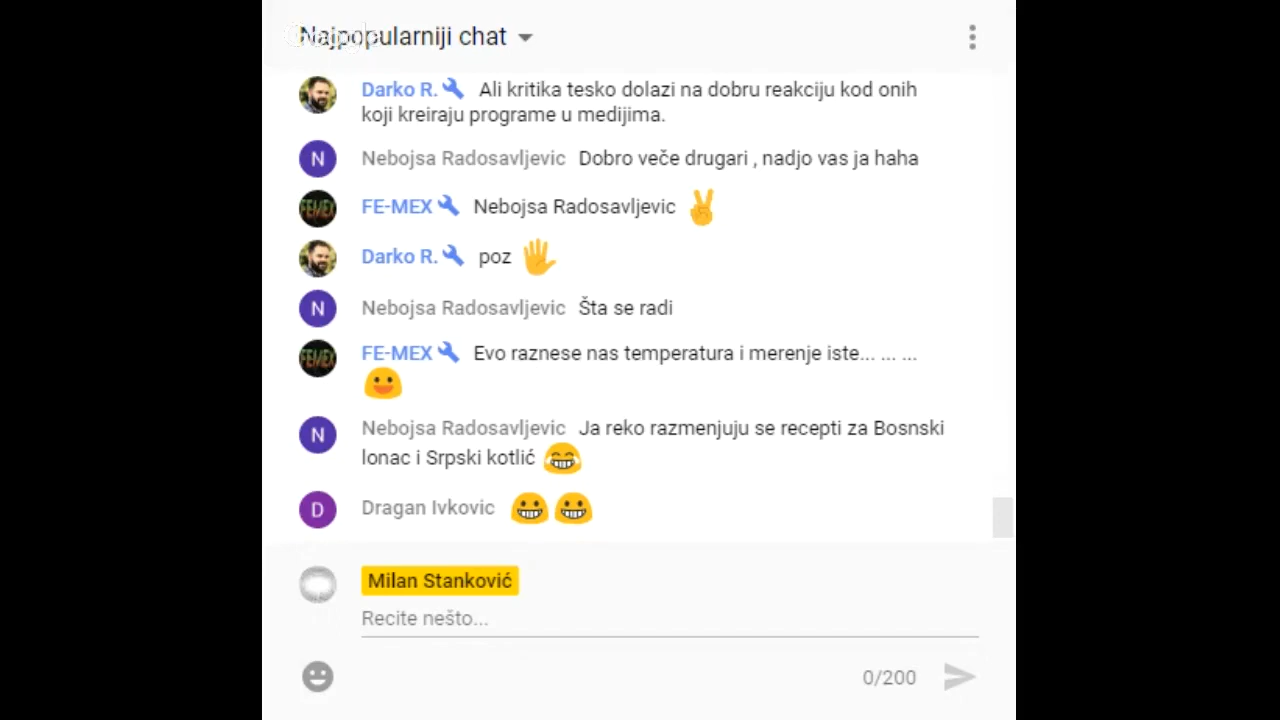 Najpopularniji chat
Darko R. Ali kritika tesko dolazi na dobru reakciju kod onih
koji kreiraju programe u medijima.
N Nebojsa Radosavljevic Dobro veče drugari , nadjo vas ja haha
FEMEX FE-MEX Nebojsa Radosavljevic ✌
Darko R. poz 🖐
N Nebojsa Radosavljevic Šta se radi
FEMEX FE-MEX Evo raznese nas temperatura i merenje iste... ... ...
😃
N Nebojsa Radosavljevic Ja reko razmenjuju se recepti za Bosnski
lonac i Srpski kotlić 😂
D Dragan Ivkovic 😀😀
Milan Stanković
Recite nešto...
0/200